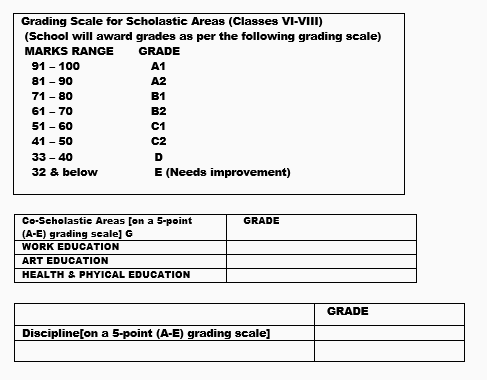 Grading Scale for Scholastic Areas (Classes VI-VIII)
(School will award grades as per the following grading scale)
MARKS RANGE GRADE
91 – 100 A1
81 – 90 A2
71 – 80 B1
61 – 70 B2
51 – 60 C1
41 – 50 C2
33 – 40 D
32 & below E (Needs improvement)
Co-Scholastic Areas [on a 5-point GRADE
(A-E) grading scale] G
WORK EDUCATION
ART EDUCATION
HEALTH & PHYICAL EDUCATION
GRADE
Discipline[on a 5-point (A-E) grading scale]